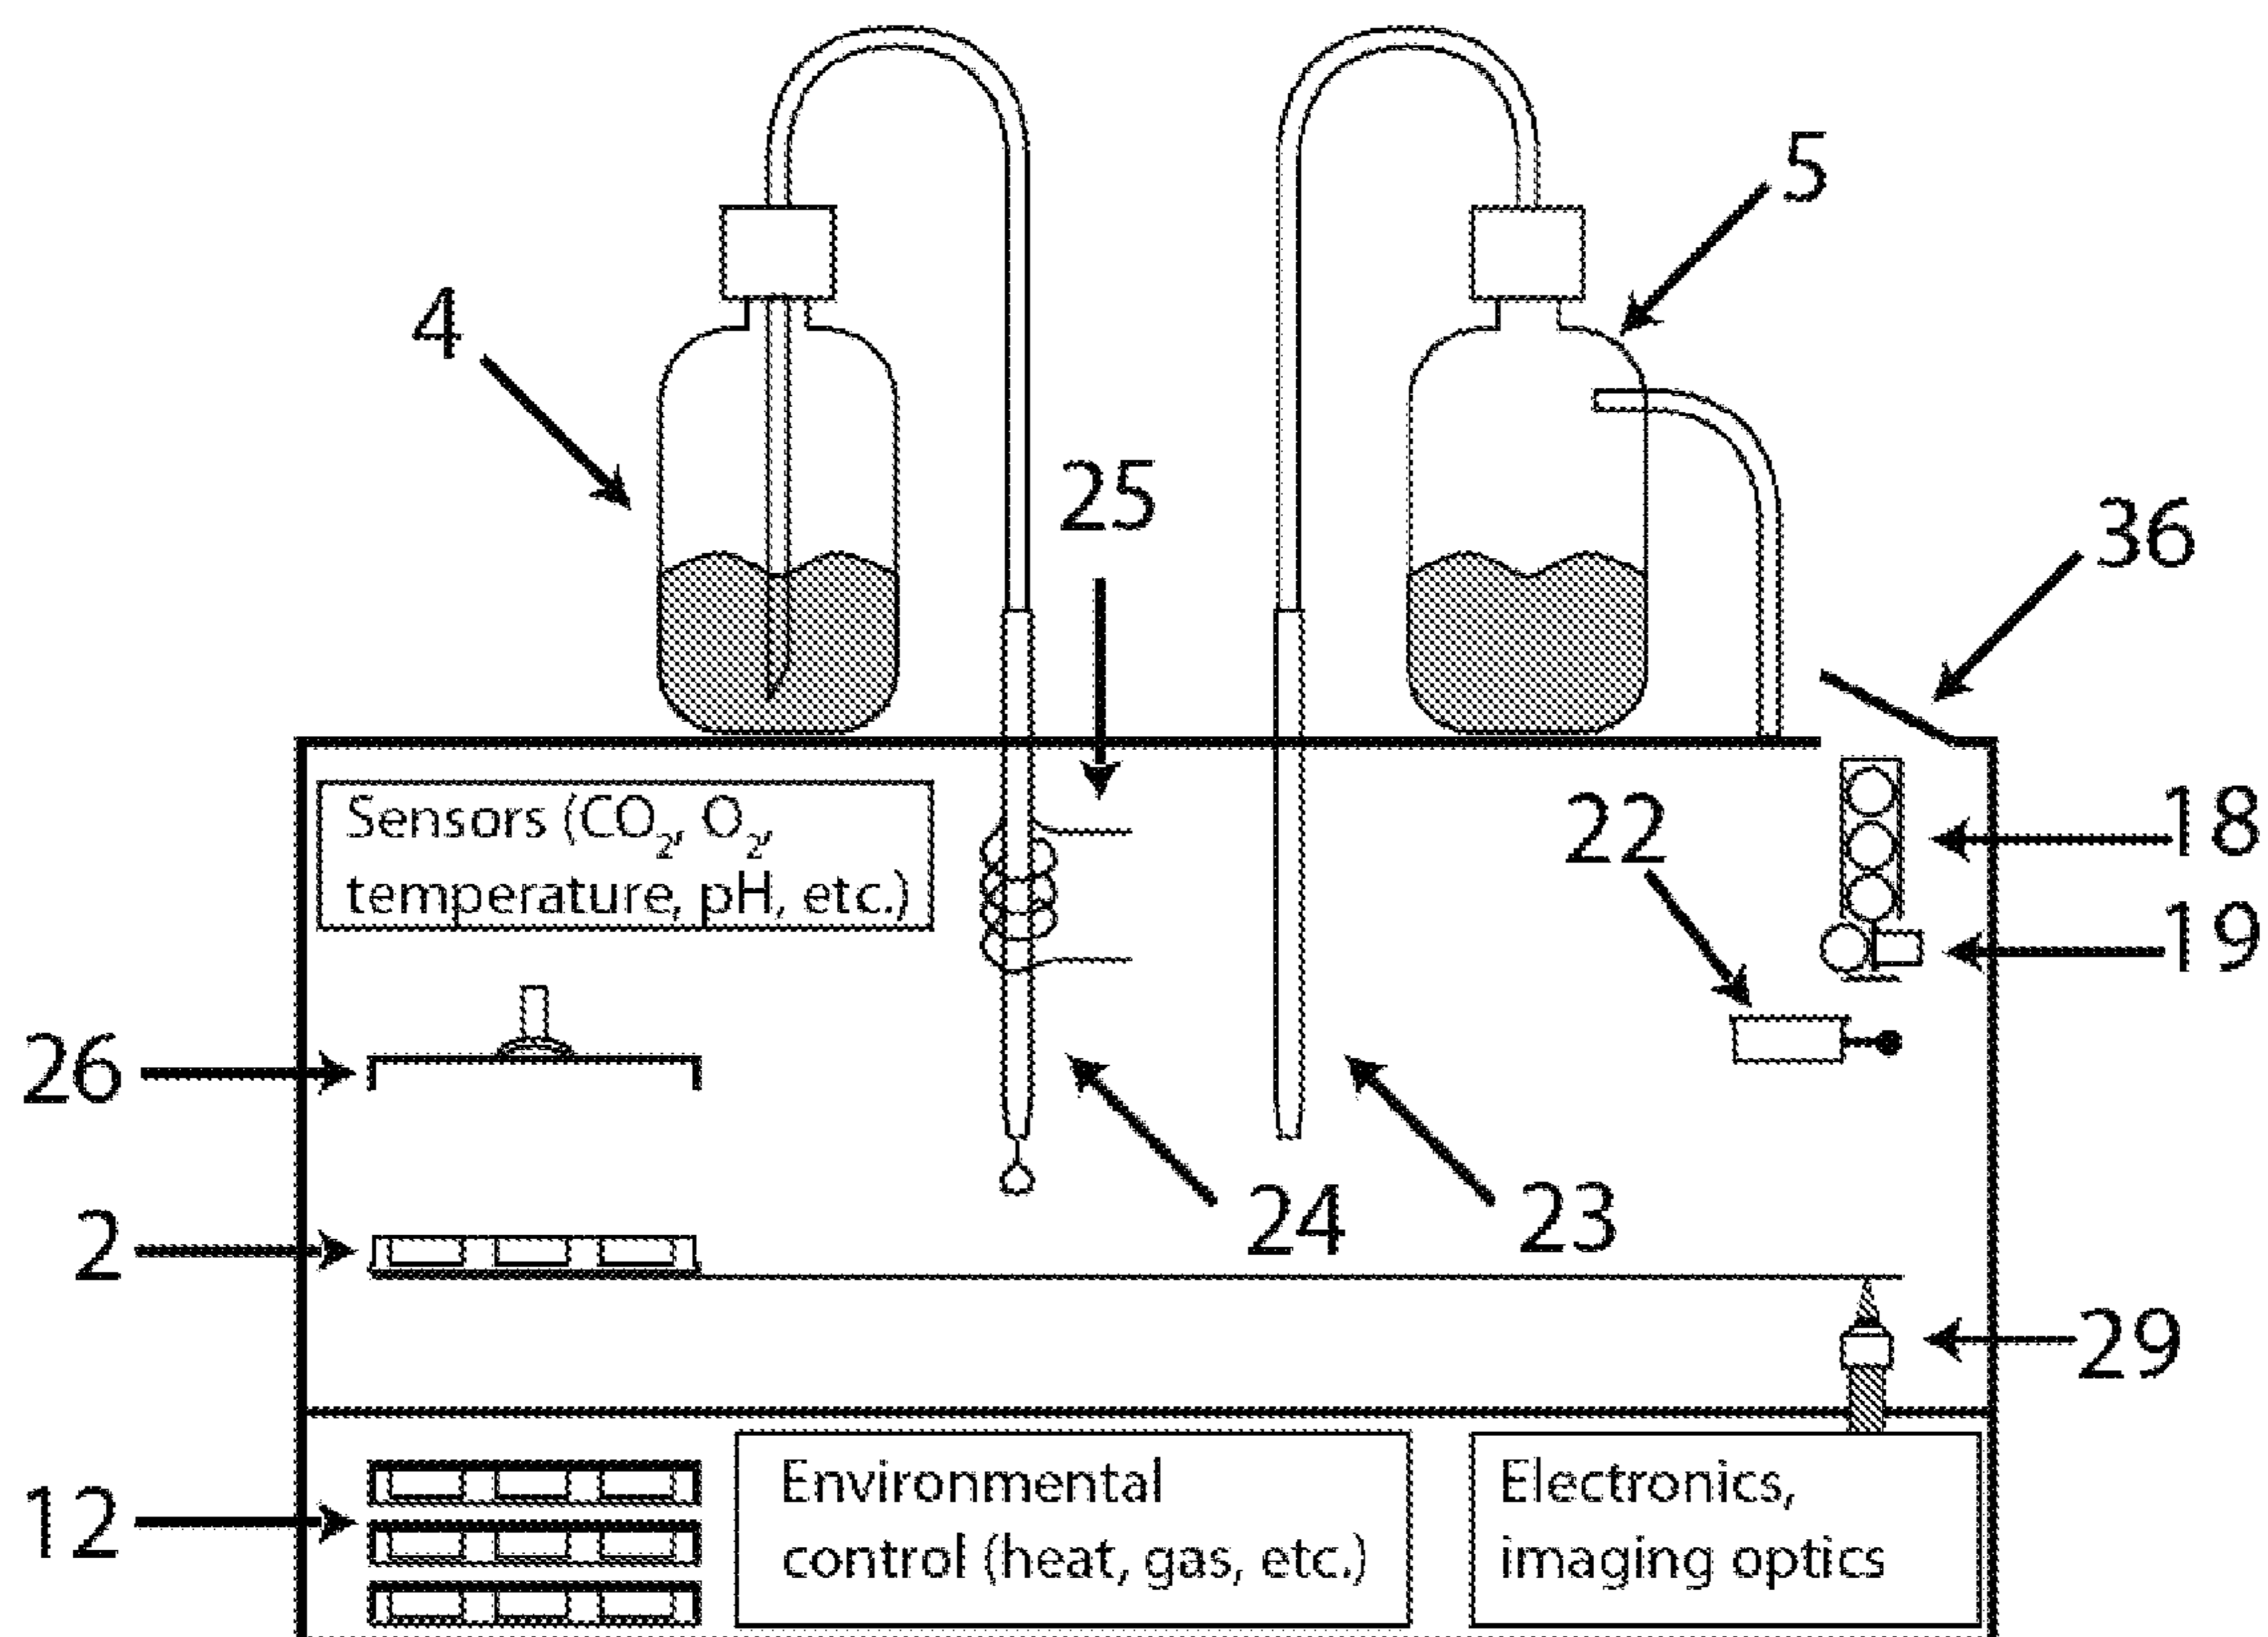 5
4
25
36
Sensors (CO₂, O₂,
temperature, pH, etc.)
22
18
19
26
24
23
2
29
12
Environmental
control (heat, gas, etc.)
Electronics,
imaging optics